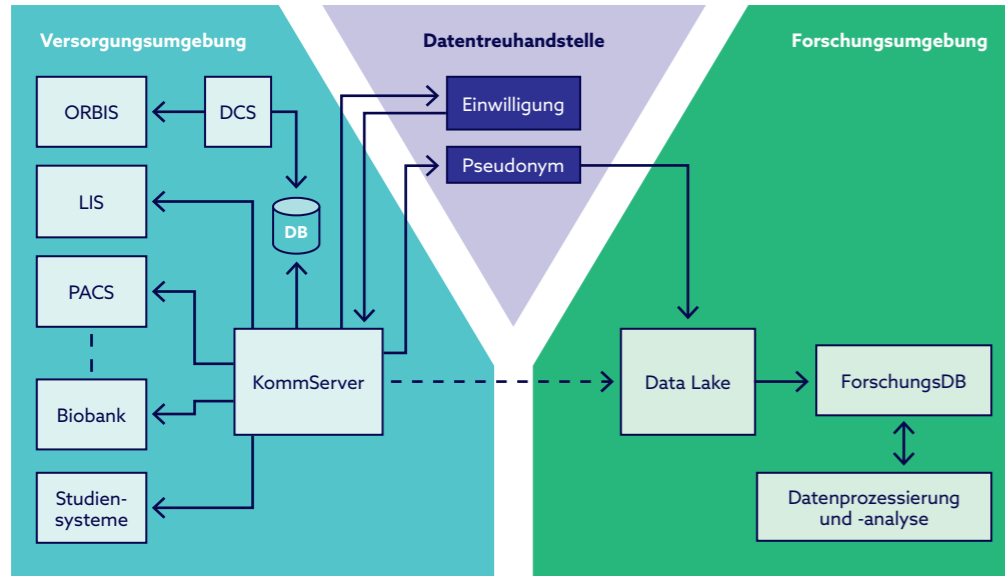 Versorgungsumgebung
Datentreuhandstelle
Forschungsumgebung
ORBIS
DCS
Einwilligung
Pseudonym
LIS
DB
PACS
KommServer
Data Lake
ForschungsDB
Biobank
Studien-
systeme
Datenprozessierung
und -analyse